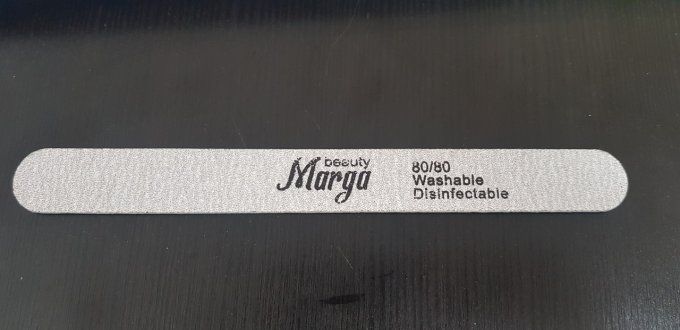 beauty
Marga
80/80
Washable
Disinfectable